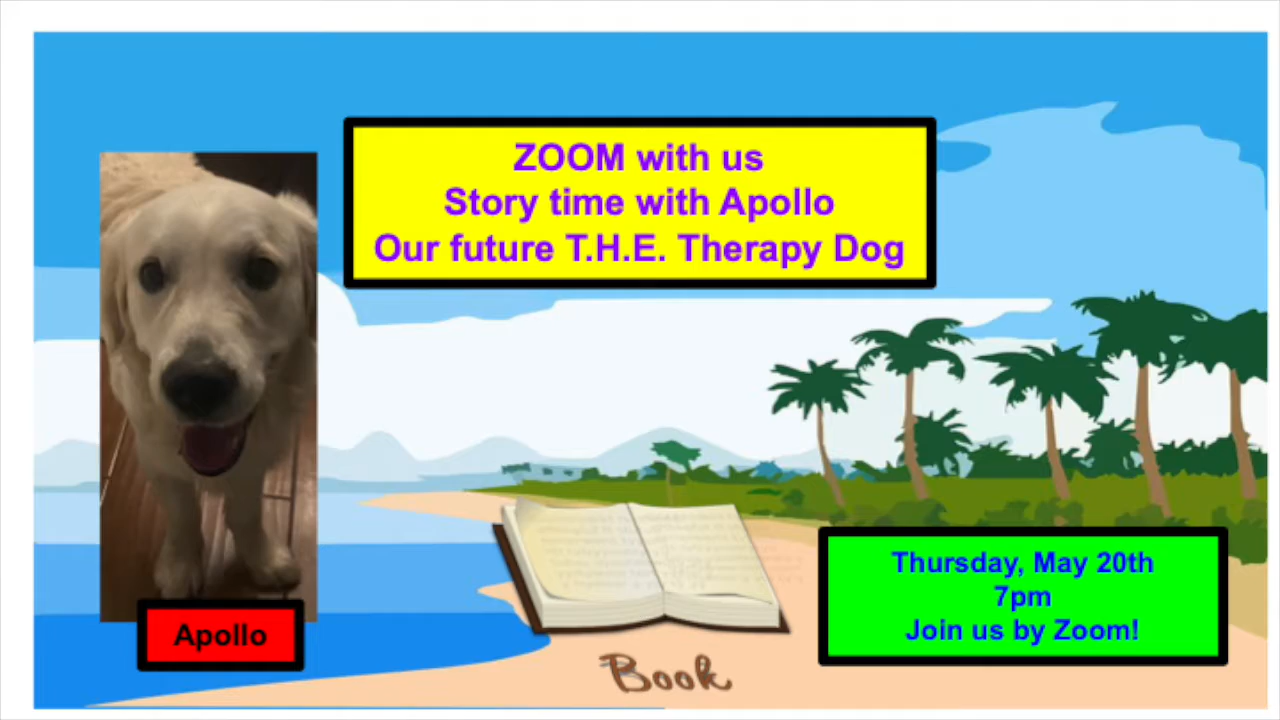 ZOOM with us
Story time with Apollo
Our future T.H.E. Therapy Dog
Apollo
Thursday, May 20th
7pm
Join us by Zoom!
Book